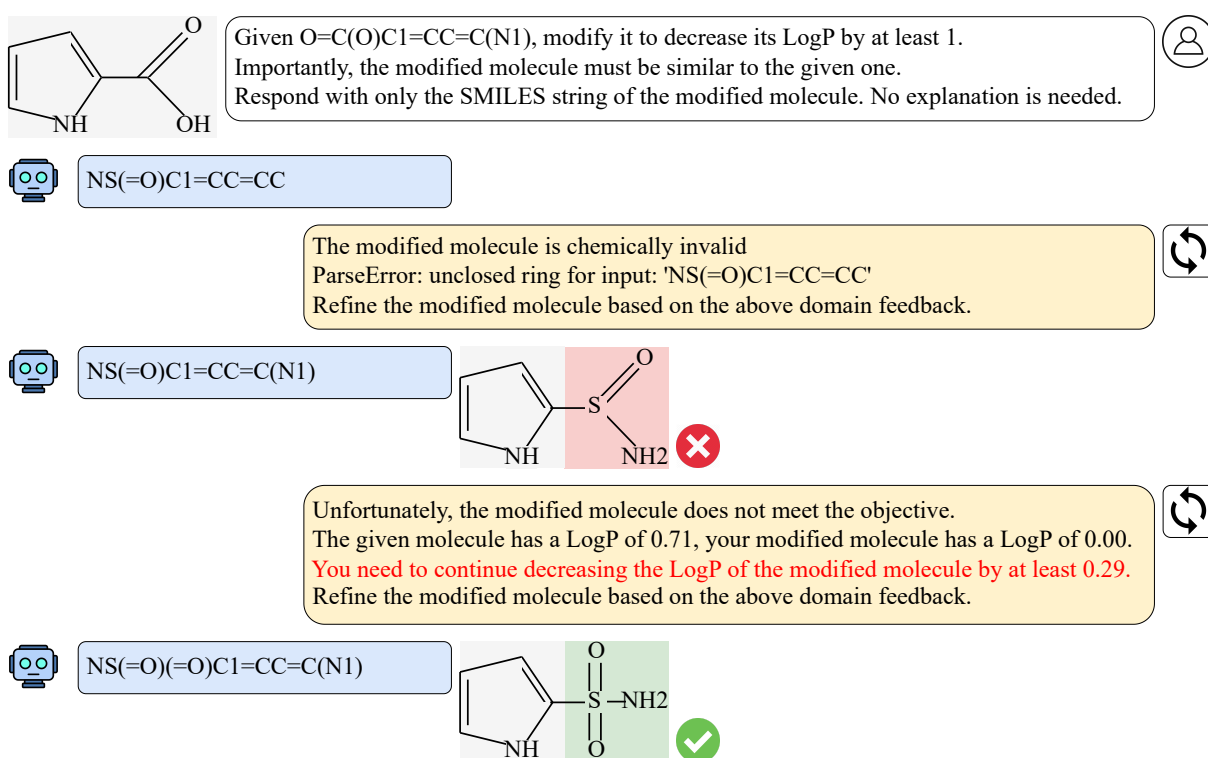 O
NH
OH
Given O=C(O)C1=CC=C(N1), modify it to decrease its LogP by at least 1.
Importantly, the modified molecule must be similar to the given one.
Respond with only the SMILES string of the modified molecule. No explanation is needed.
NS(=O)C1=CC=CC
The modified molecule is chemically invalid
ParseError: unclosed ring for input: 'NS(=O)C1=CC=CC'
Refine the modified molecule based on the above domain feedback.
NS(=O)C1=CC=C(N1)
O
S
NH
NH2
Unfortunately, the modified molecule does not meet the objective.
The given molecule has a LogP of 0.71, your modified molecule has a LogP of 0.00.
You need to continue decreasing the LogP of the modified molecule by at least 0.29.
Refine the modified molecule based on the above domain feedback.
NS(=O)(=O)C1=CC=C(N1)
O
S
NH2
NH
O